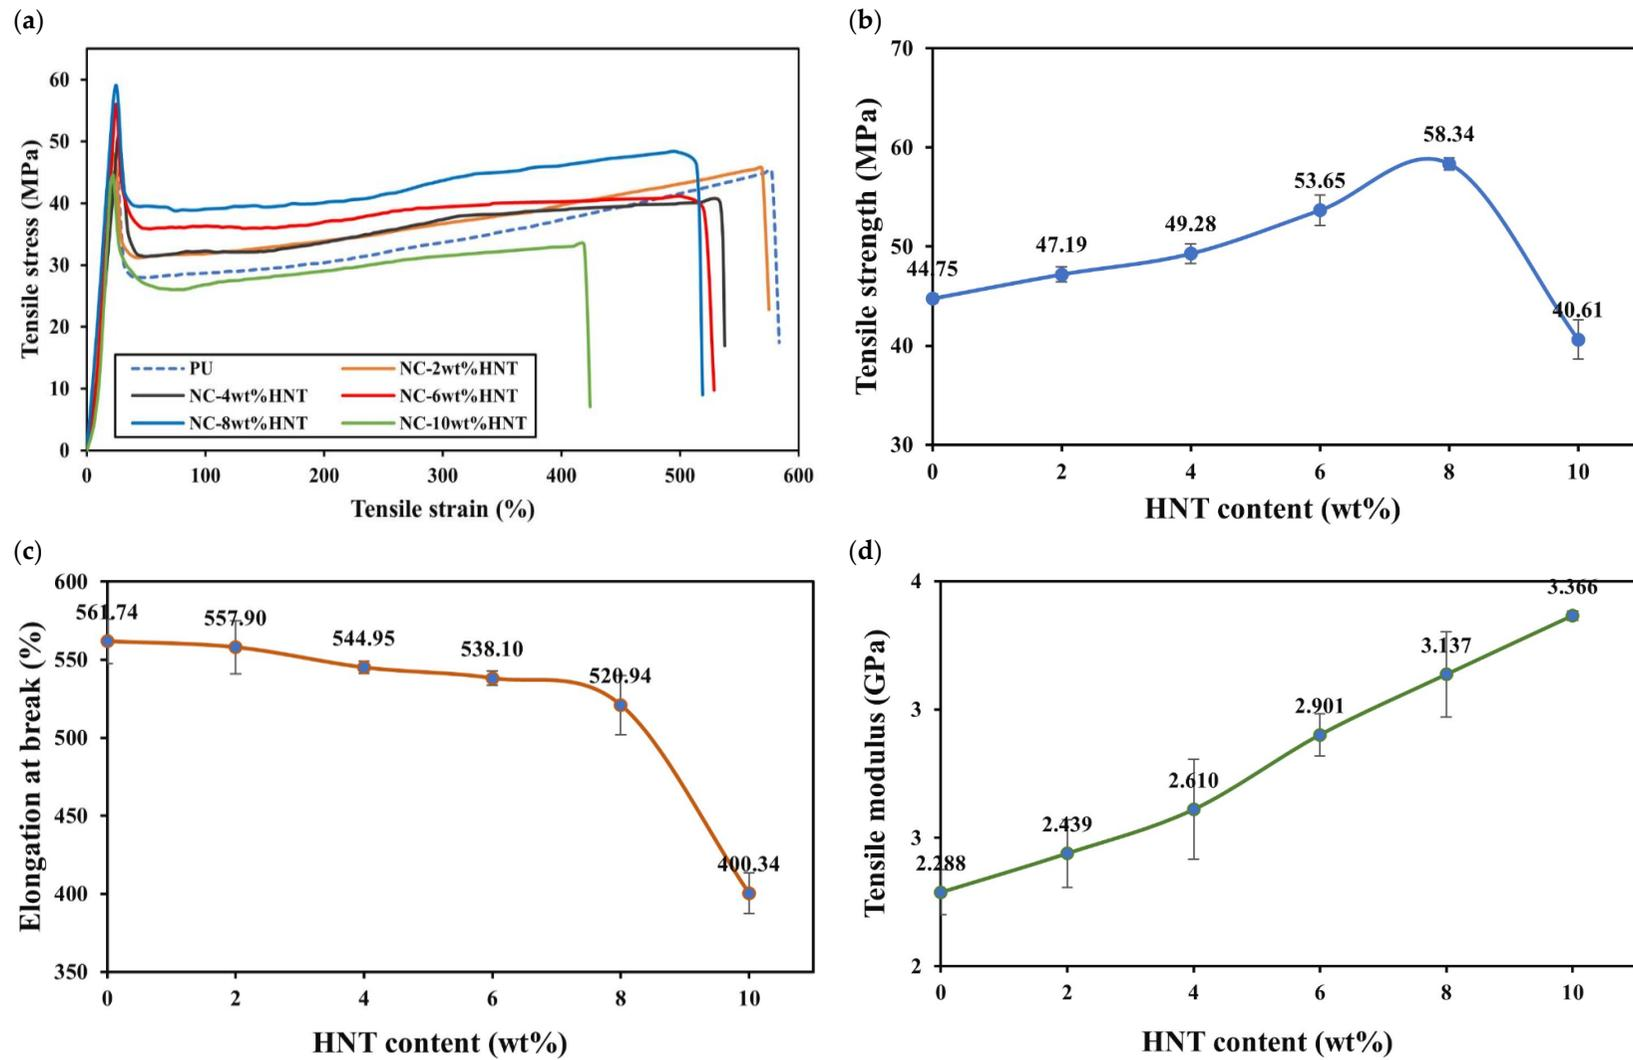 (a)
60
50
40
30
20
10
0
0 100 200 300 400 500 600
Tensile stress (MPa)
Tensile strain (%)
PU NC-2wt%HNT
NC-4wt%HNT NC-6wt%HNT
NC-8wt%HNT NC-10wt%HNT
(b)
70
60
50
40
30
0 2 4 6 8 10
Tensile strength (MPa)
HNT content (wt%)
44.75
47.19
49.28
53.65
58.34
40.61
(c)
600
550
500
450
400
350
0 2 4 6 8 10
Elongation at break (%)
HNT content (wt%)
561.74
557.90
544.95
538.10
520.94
400.34
(d)
4
3
3
2
0 2 4 6 8 10
Tensile modulus (GPa)
HNT content (wt%)
2.288
2.439
2.610
2.901
3.137
3.366